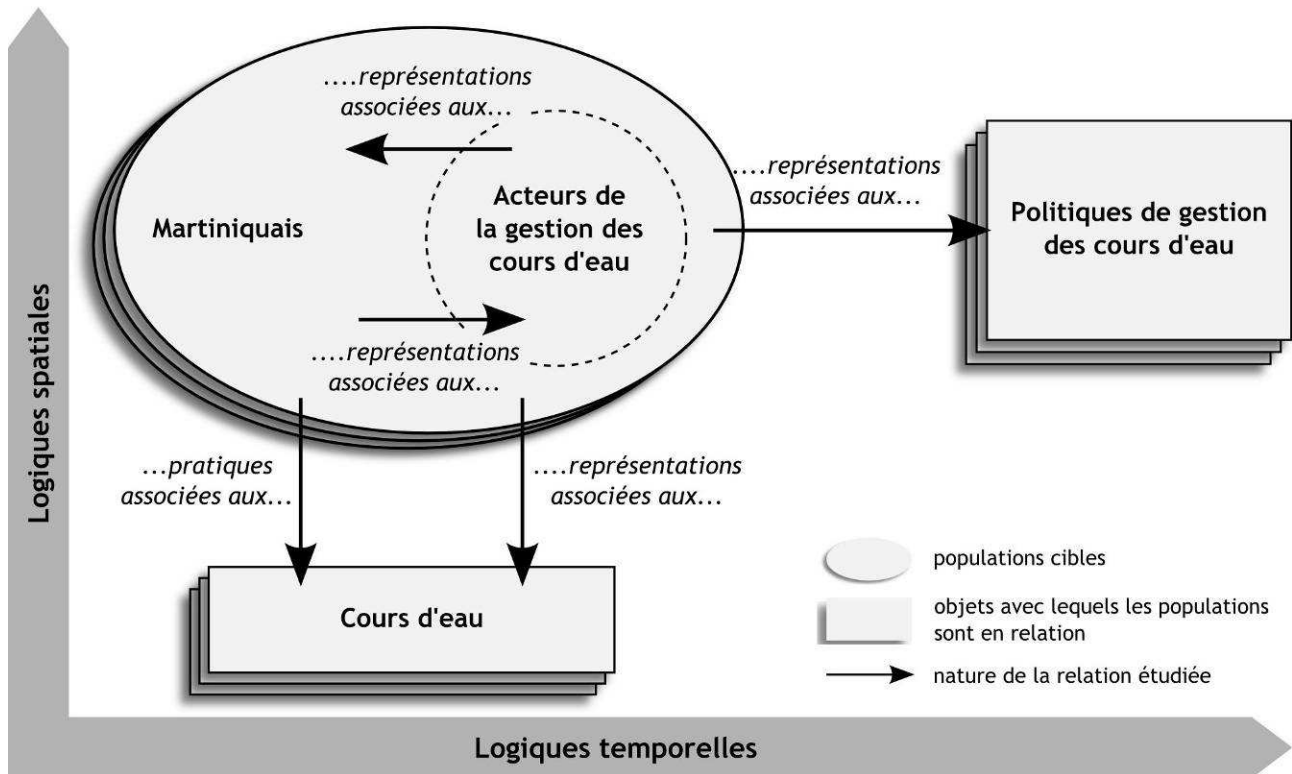 ....représentations
associées aux...
Martiniquais
Acteurs de
la gestion des
cours d'eau
....représentations
associées aux...
....représentations
associées aux...
Politiques de gestion
des cours d'eau
...pratiques
associées aux...
....représentations
associées aux...
Cours d'eau
populations cibles
objets avec lequels les populations
sont en relation
nature de la relation étudiée
Logiques spatiales
Logiques temporelles